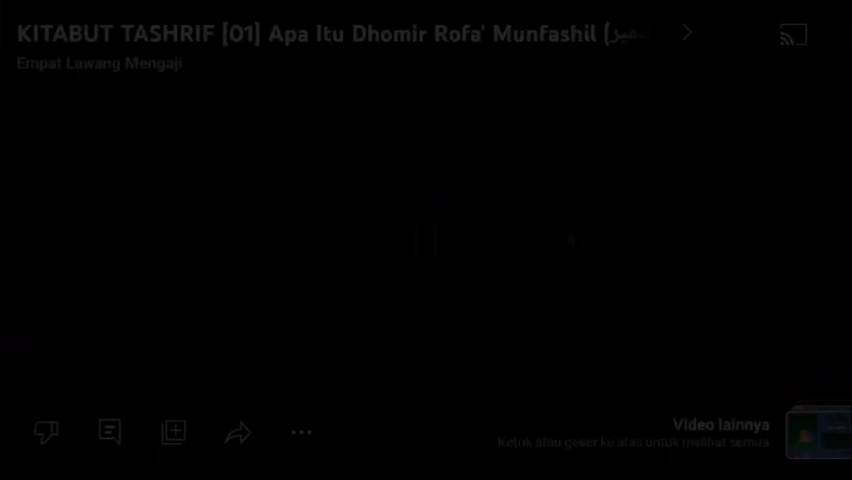 KITABUT TASHRIF [01] Apa Itu Dhomir Rofa' Munfashil (ضمير
Empat Lawang Mengaji
Video lainnya
Ketuk atau geser ke atas untuk melihat semua